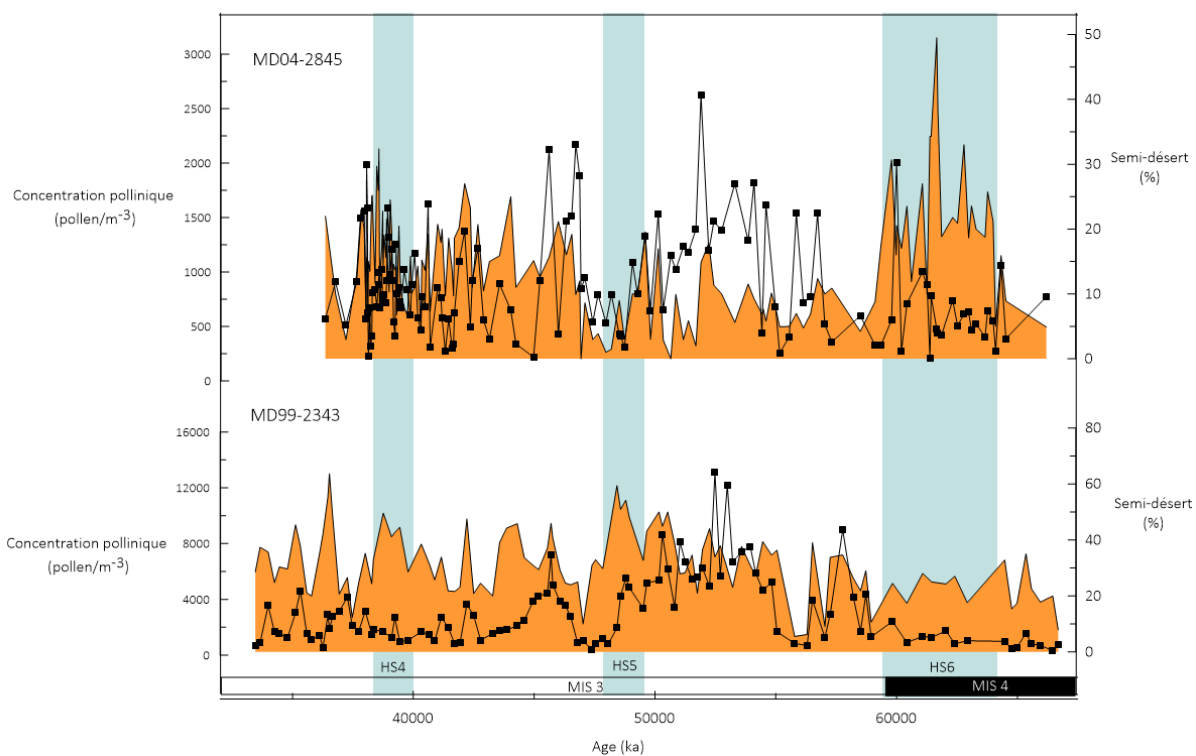 MD04-2845
Concentration pollinique
(pollen/m⁻³)
3000
2500
2000
1500
1000
500
0
50
40
30
20
10
0
Semi-désert
(%)
MD99-2343
Concentration pollinique
(pollen/m⁻³)
16000
12000
8000
4000
0
80
60
40
20
0
Semi-désert
(%)
HS4
HS5
HS6
MIS 3
MIS 4
40000
50000
60000
Age (ka)